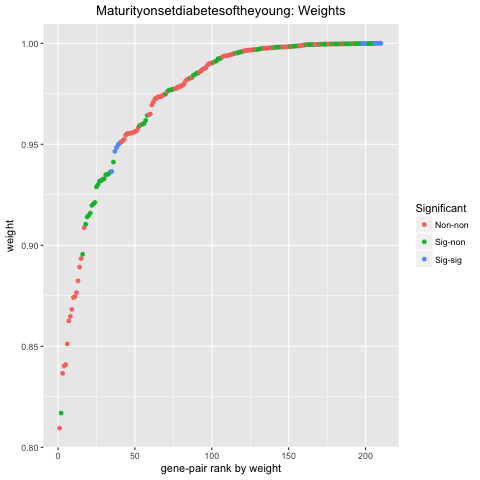 Maturityonsetdiabetesoftheyoung: Weights
1.00
0.95
0.90
0.85
0.80
weight
0
50
100
150
200
gene-pair rank by weight
Significant
Non-non
Sig-non
Sig-sig